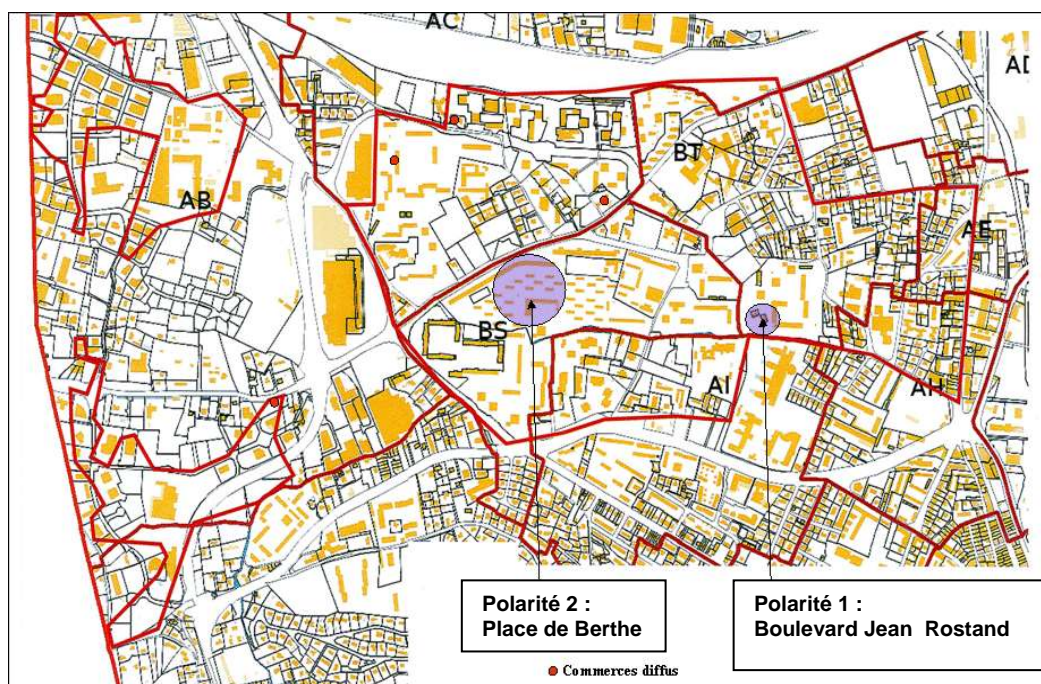 AC
AD
AB
BT
AE
BS
AI
AH
Polarité 2 :
Place de Berthe
Polarité 1 :
Boulevard Jean Rostand
Commerces diffus